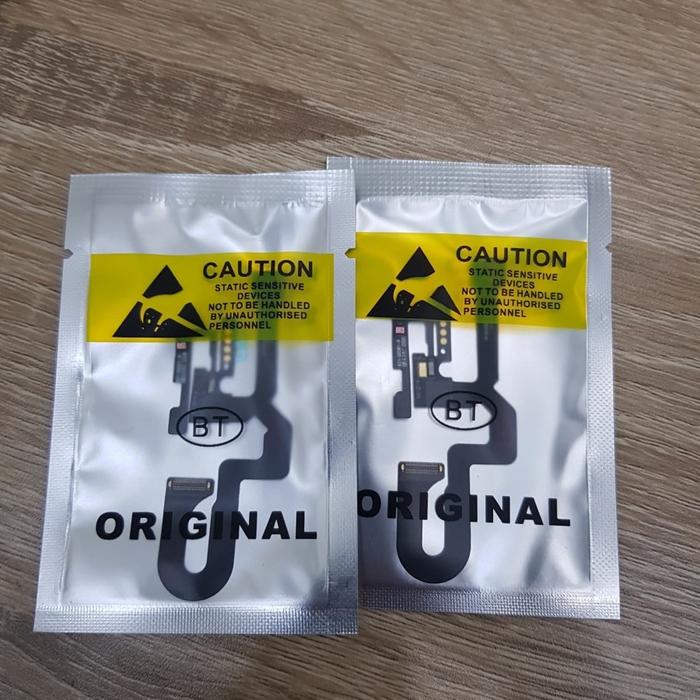 CAUTION
STATIC SENSITIVE
DEVICES
NOT TO BE HANDLED
BY UNAUTHORISED
PERSONNEL
BT
ORIGINAL
CAUTION
STATIC SENSITIVE
DEVICES
NOT TO BE HANDLED
BY UNAUTHORISED
PERSONNEL
BT
ORIGINAL